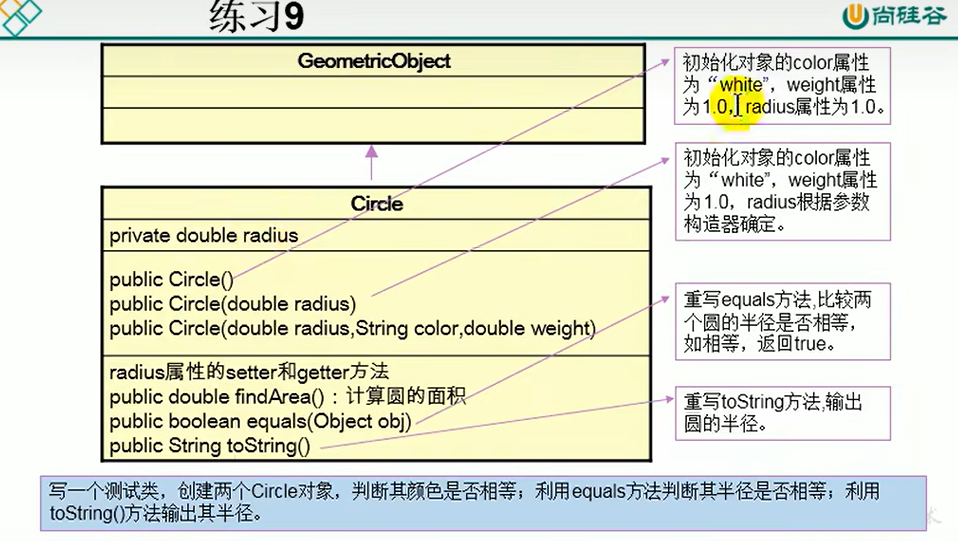 练习9
尚硅谷
GeometricObject
初始化对象的color属性
为“white”，weight属性
为1.0，radius属性为1.0。
初始化对象的color属性
为“white”，weight属性
为1.0，radius根据参数
构造器确定。
Circle
private double radius
public Circle()
public Circle(double radius)
public Circle(double radius,String color,double weight)
重写equals方法,比较两
个圆的半径是否相等，
如相等，返回true。
radius属性的setter和getter方法
public double findArea()：计算圆的面积
public boolean equals(Object obj)
public String toString()
重写toString方法,输出
圆的半径。
写一个测试类，创建两个Circle对象，判断其颜色是否相等；利用equals方法判断其半径是否相等；利用
toString()方法输出其半径。